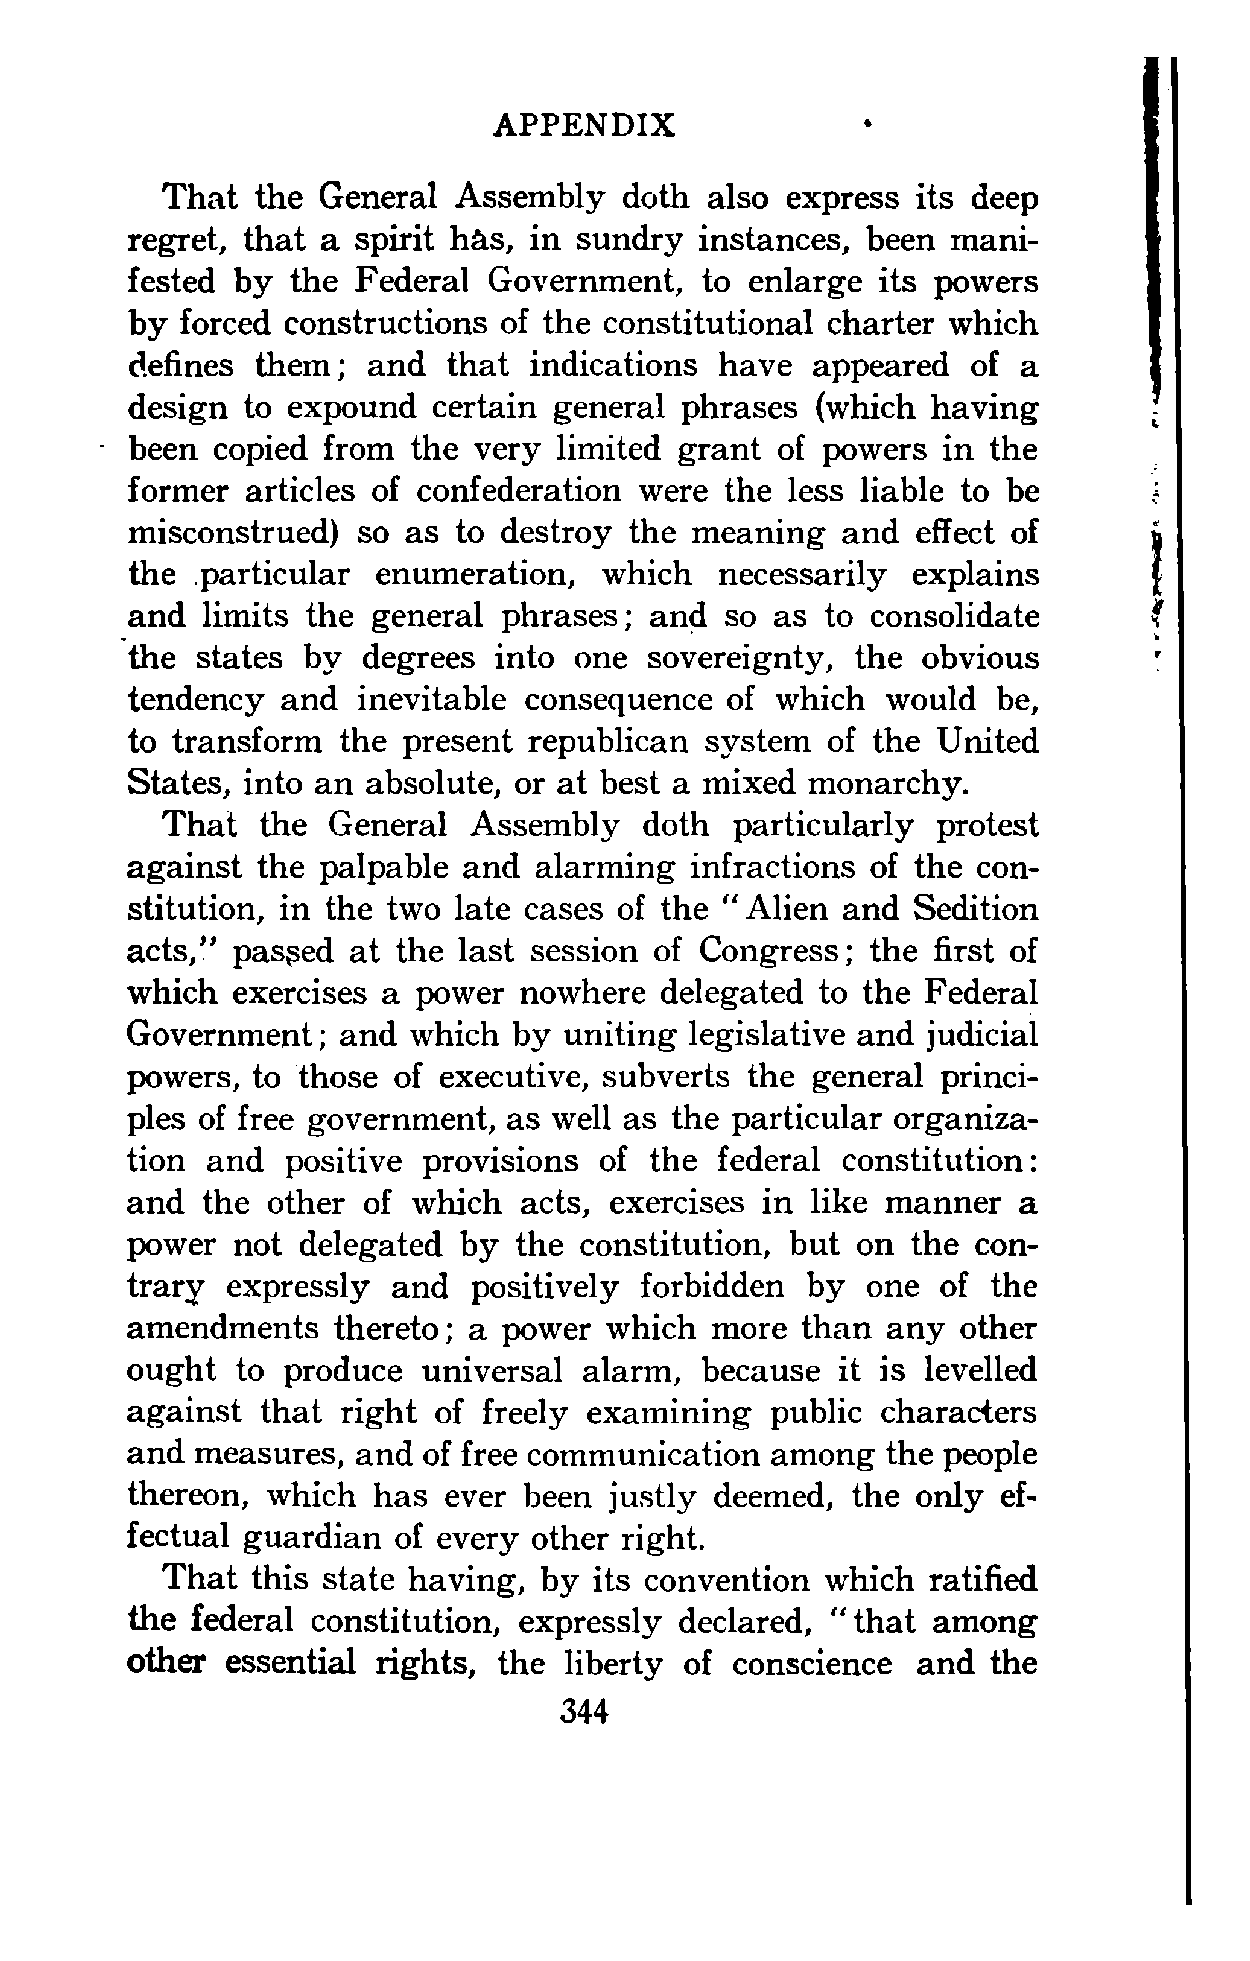 APPENDIX
That the General Assembly doth also express its deep
regret, that a spirit has, in sundry instances, been mani-
fested by the Federal Government, to enlarge its powers
by forced constructions of the constitutional charter which
defines them; and that indications have appeared of a
design to expound certain general phrases (which having
been copied from the very limited grant of powers in the
former articles of confederation were the less liable to be
misconstrued) so as to destroy the meaning and effect of
the particular enumeration, which necessarily explains
and limits the general phrases; and so as to consolidate
the states by degrees into one sovereignty, the obvious
tendency and inevitable consequence of which would be,
to transform the present republican system of the United
States, into an absolute, or at best a mixed monarchy.
That the General Assembly doth particularly protest
against the palpable and alarming infractions of the con-
stitution, in the two late cases of the "Alien and Sedition
acts," passed at the last session of Congress; the first of
which exercises a power nowhere delegated to the Federal
Government; and which by uniting legislative and judicial
powers, to those of executive, subverts the general princi-
ples of free government, as well as the particular organiza-
tion and positive provisions of the federal constitution:
and the other of which acts, exercises in like manner a
power not delegated by the constitution, but on the con-
trary expressly and positively forbidden by one of the
amendments thereto; a power which more than any other
ought to produce universal alarm, because it is levelled
against that right of freely examining public characters
and measures, and of free communication among the people
thereon, which has ever been justly deemed, the only ef-
fectual guardian of every other right.
That this state having, by its convention which ratified
the federal constitution, expressly declared, "that among
other essential rights, the liberty of conscience and the
344